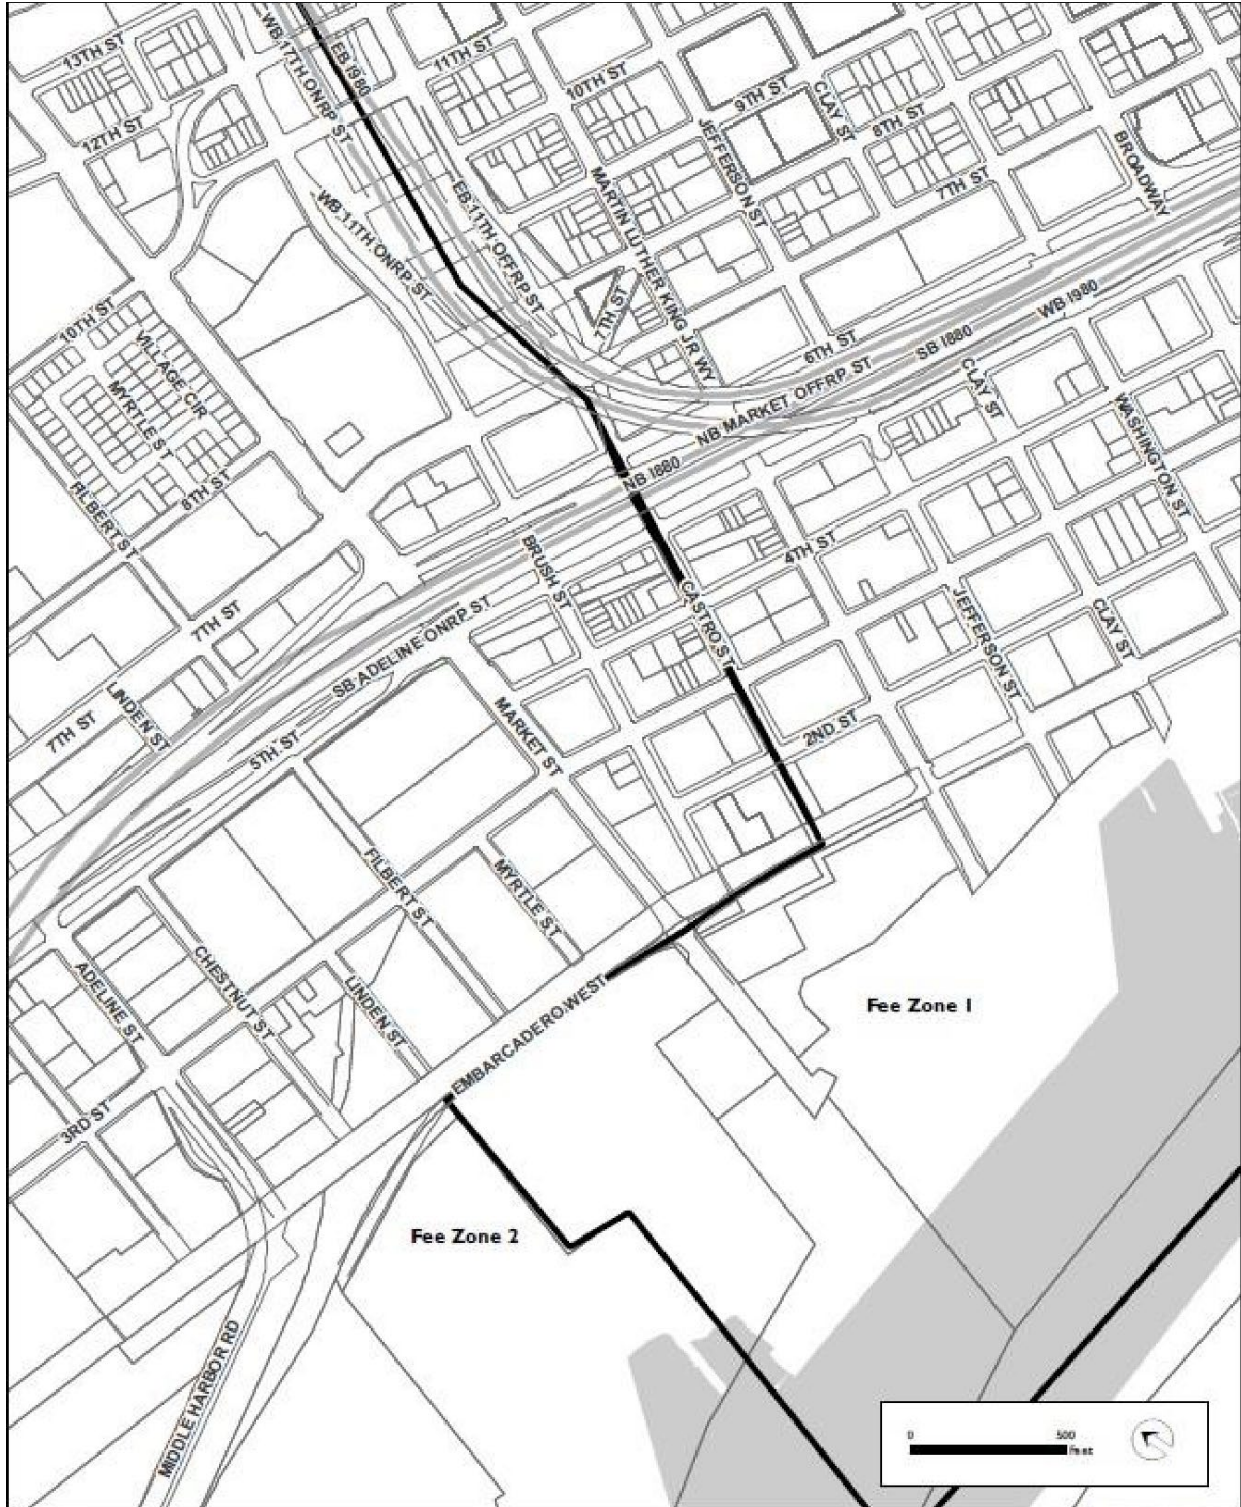 13TH ST
WB 17TH ONRP ST
EB I980
11TH ST
10TH ST
9TH ST
CLAY ST
8TH ST
12TH ST
JEFFERSON ST
BROADWAY
7TH ST
MARTIN LUTHER KING JR WY
WB 11TH ONRP ST
EB 11TH OFFRP ST
7TH ST
10TH ST
VILLAGE CIR
MYRTLE ST
6TH ST
SB I880
WB I980
NB MARKET OFFRP ST
CLAY ST
WASHINGTON ST
FILBERT ST
8TH ST
NB I880
BRUSH ST
4TH ST
CASTRO ST
7TH ST
SB ADELINE ONRP ST
JEFFERSON ST
CLAY ST
LINDEN ST
7TH ST
5TH ST
MARKET ST
2ND ST
FILBERT ST
MYRTLE ST
ADELINE ST
CHESTNUT ST
LINDEN ST
EMBARCADERO WEST
Fee Zone 1
3RD ST
Fee Zone 2
MIDDLE HARBOR RD
0 500
feet